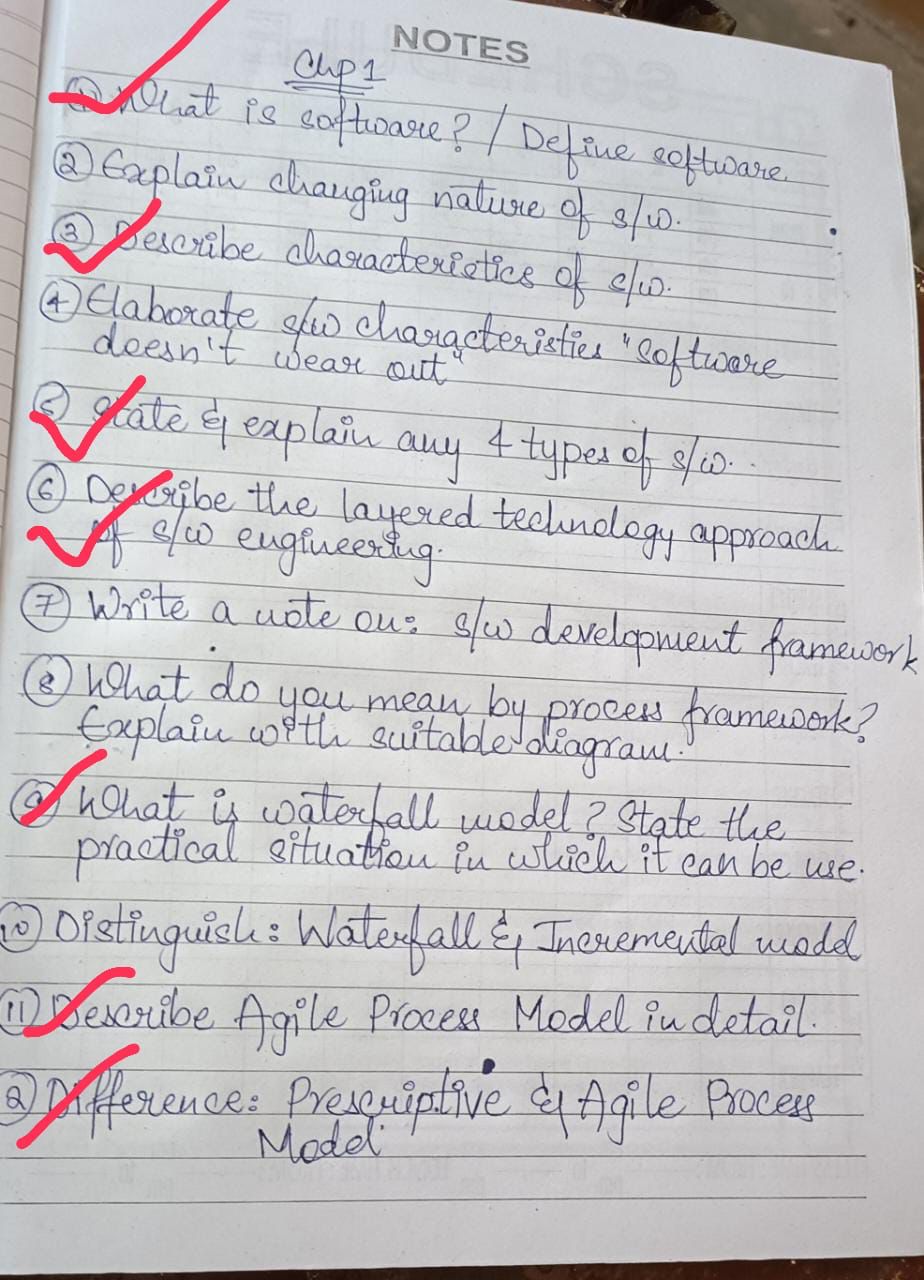 NOTES
Chp 1
① What is software? / Define software
② Explain changing nature of s/w.
③ Describe characteristics of s/w.
④ Elaborate s/w characteristics "Software
doesn't wear out"
⑤ State & explain any 4 types of s/w.
⑥ Describe the layered technology approach
of s/w engineering.
⑦ Write a note on: s/w development framework
⑧ What do you mean by process framework?
Explain with suitable diagram.
⑨ What is waterfall model? State the
practical situation in which it can be use.
⑩ Distinguish: Waterfall & Incremental model
⑪ Describe Agile Process Model in detail.
② Difference: Prescriptive & Agile Process
Model